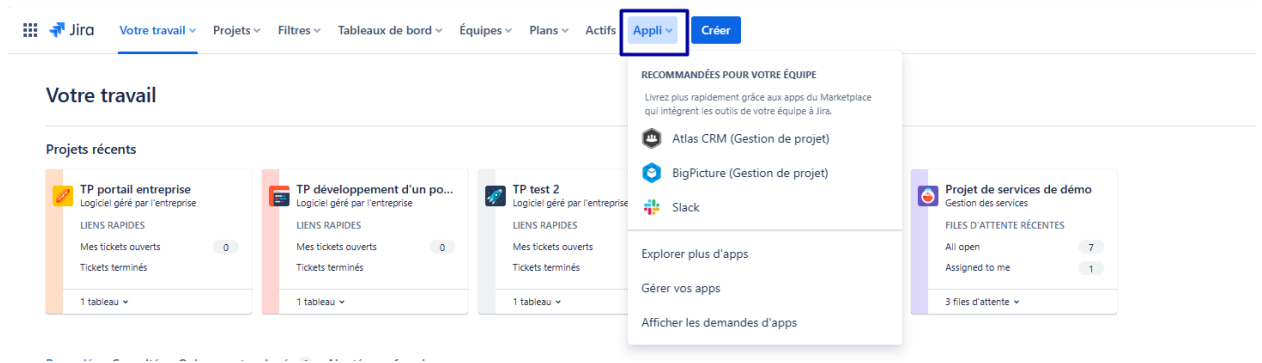 Jira Votre travail Projets Filtres Tableaux de bord Équipes Plans Actifs Appli Créer
RECOMMANDÉES POUR VOTRE ÉQUIPE
Livrez plus rapidement grâce aux apps du Marketplace
qui intègrent les outils de votre équipe à Jira.
Atlas CRM (Gestion de projet)
BigPicture (Gestion de projet)
Slack
Explorer plus d'apps
Gérer vos apps
Afficher les demandes d'apps
Votre travail
Projets récents
TP portail entreprise
Logiciel géré par l'entreprise
LIENS RAPIDES
Mes tickets ouverts 0
Tickets terminés
1 tableau
TP développement d'un po...
Logiciel géré par l'entreprise
LIENS RAPIDES
Mes tickets ouverts 0
Tickets terminés
1 tableau
TP test 2
Logiciel géré par l'entreprise
LIENS RAPIDES
Mes tickets ouverts
Tickets terminés
1 tableau
Projet de services de démo
Gestion des services
FILES D'ATTENTE RÉCENTES
All open 7
Assigned to me 1
3 files d'attente